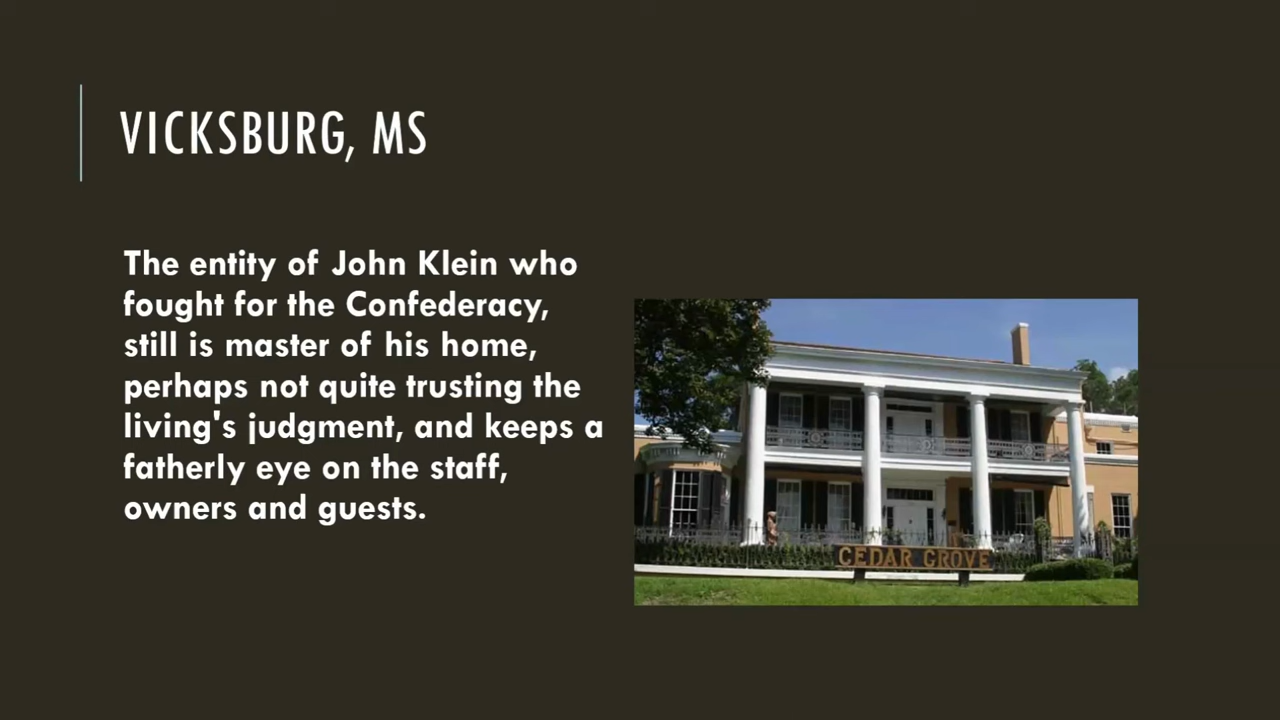 VICKSBURG, MS
The entity of John Klein who
fought for the Confederacy,
still is master of his home,
perhaps not quite trusting the
living's judgment, and keeps a
fatherly eye on the staff,
owners and guests.
CEDAR GROVE